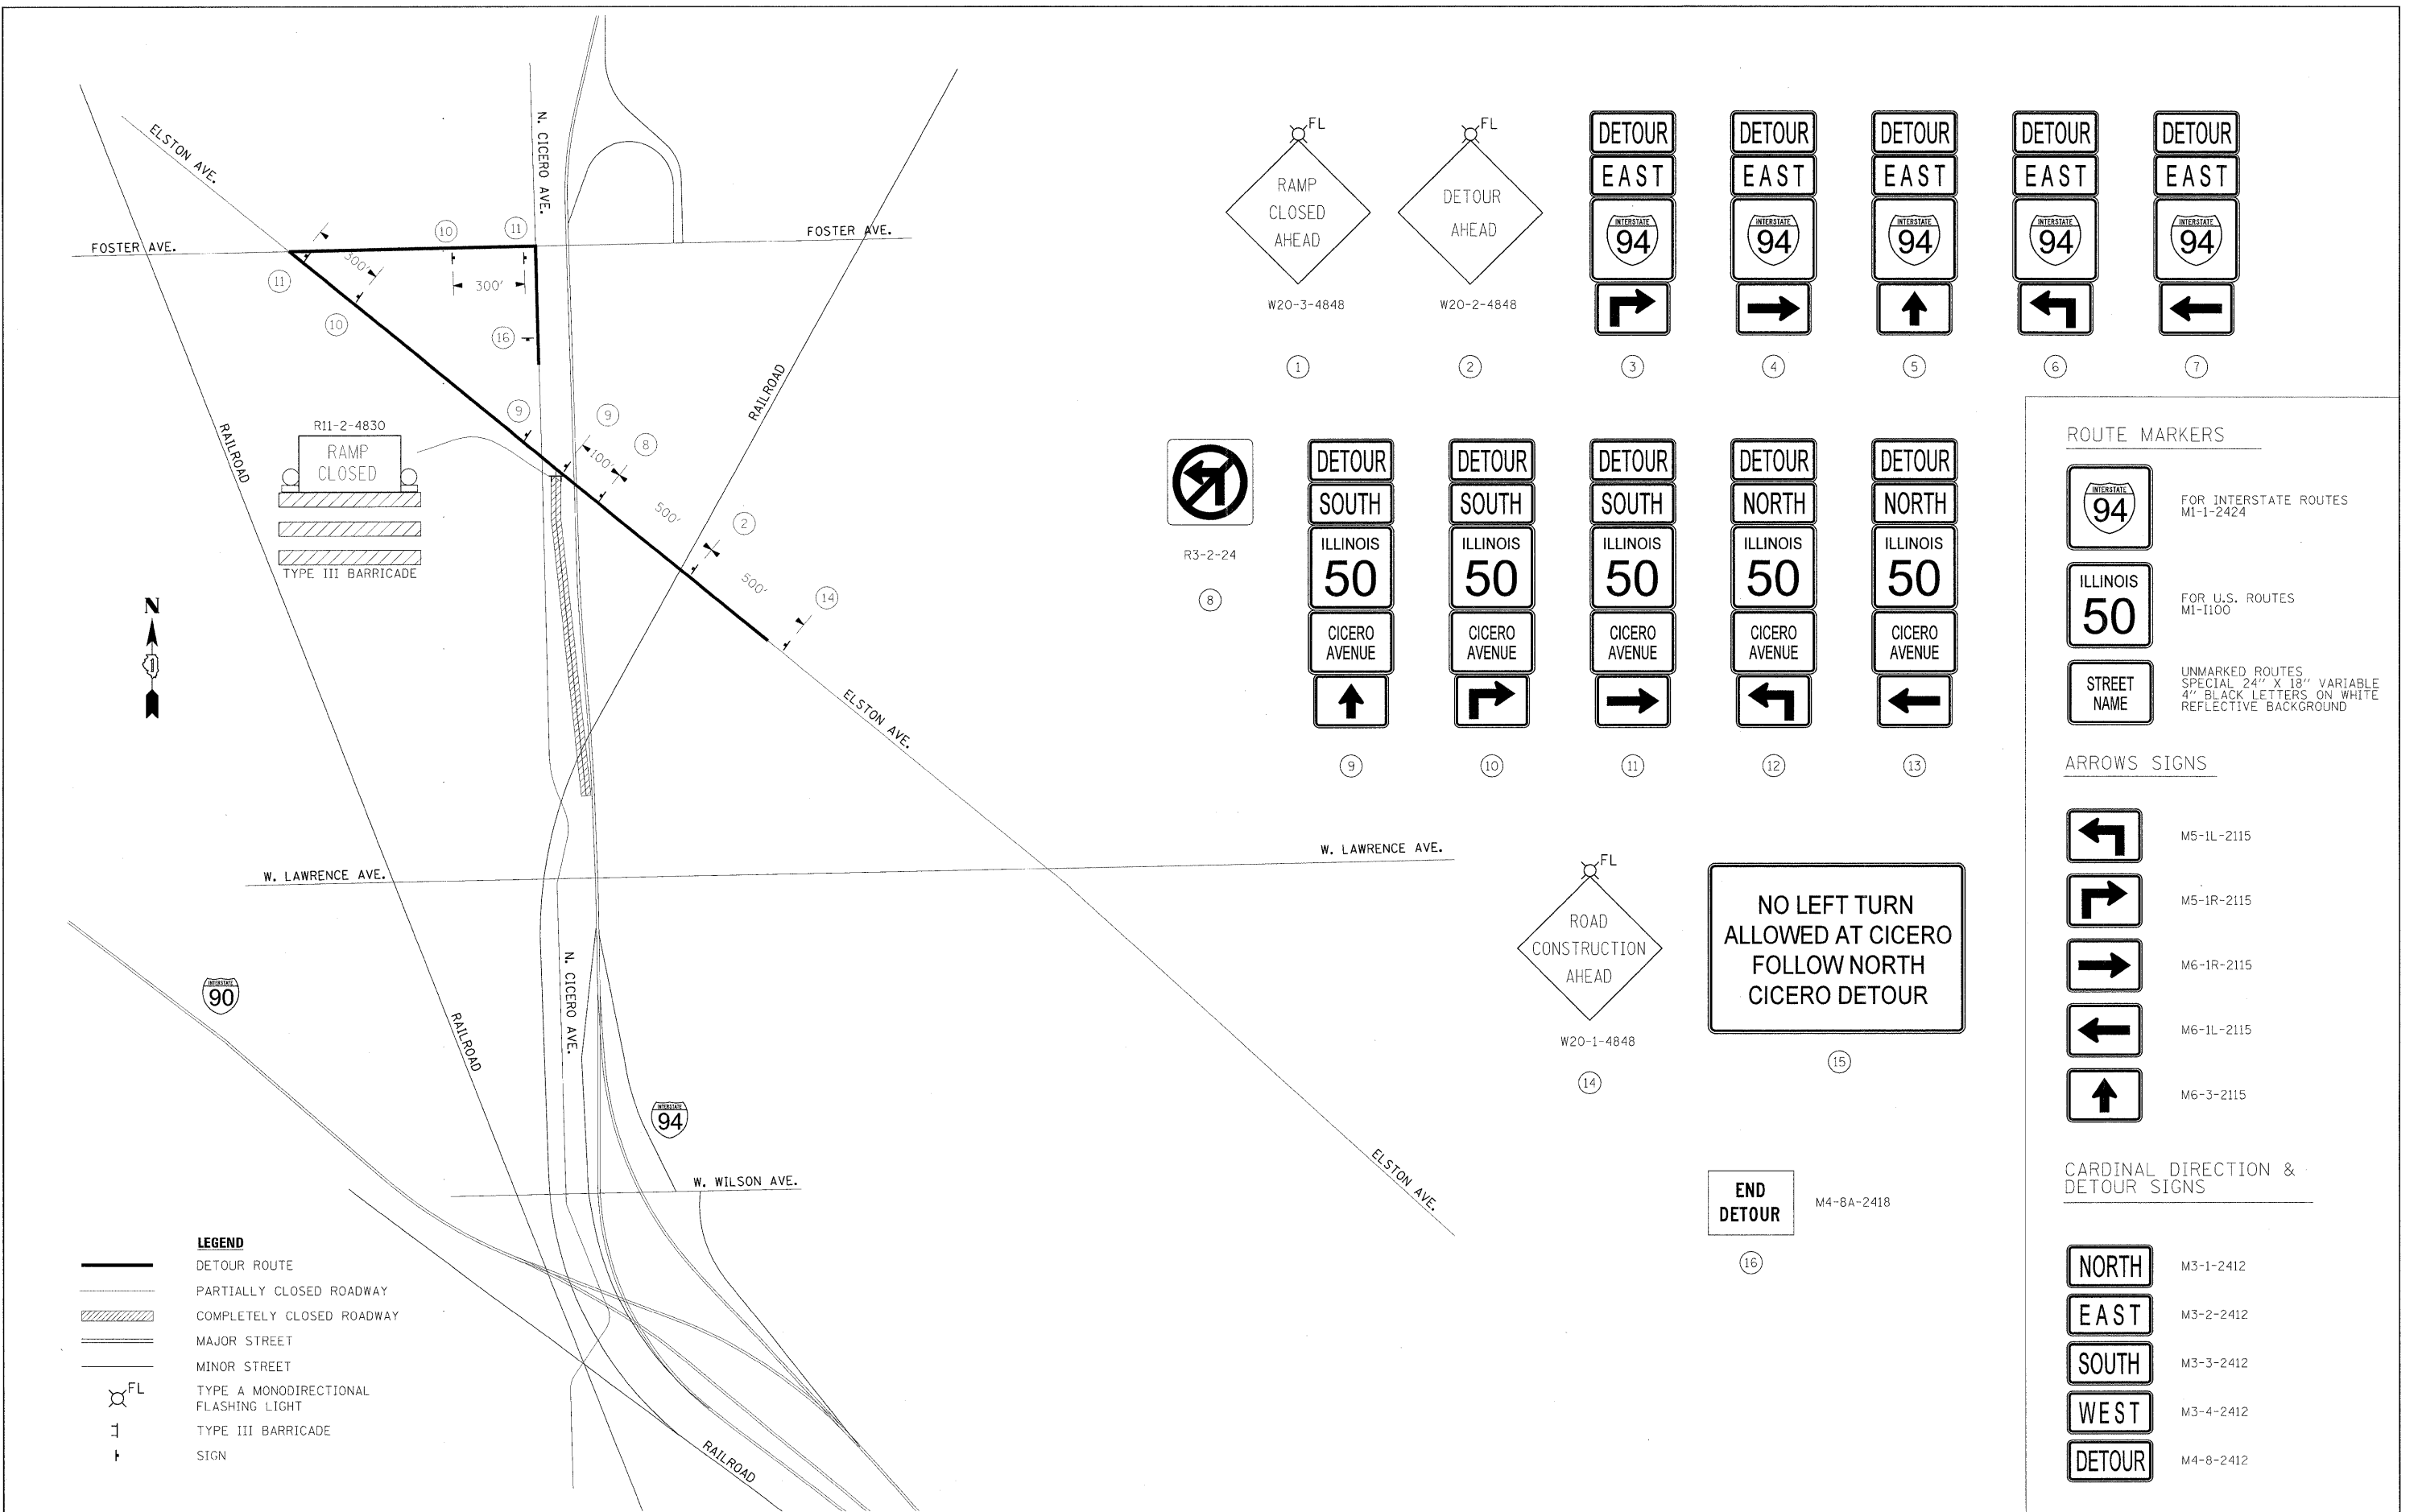 ELSTON AVE.
N. CICERO AVE.
FOSTER AVE.
FOSTER AVE.
10
11
300'
300'
11
10
16
RAILROAD
RAILROAD
9
9
8
100'
500'
2
500'
14
R11-2-4830
RAMP
CLOSED
TYPE III BARRICADE
N
ELSTON AVE.
W. LAWRENCE AVE.
W. LAWRENCE AVE.
N. CICERO AVE.
INTERSTATE
90
RAILROAD
INTERSTATE
94
W. WILSON AVE.
ELSTON AVE.
RAILROAD
LEGEND
DETOUR ROUTE
PARTIALLY CLOSED ROADWAY
COMPLETELY CLOSED ROADWAY
MAJOR STREET
MINOR STREET
FL
TYPE A MONODIRECTIONAL
FLASHING LIGHT
TYPE III BARRICADE
SIGN
FL
RAMP
CLOSED
AHEAD
W20-3-4848
1
FL
DETOUR
AHEAD
W20-2-4848
2
DETOUR
EAST
INTERSTATE
94
3
DETOUR
EAST
INTERSTATE
94
4
DETOUR
EAST
INTERSTATE
94
5
DETOUR
EAST
INTERSTATE
94
6
DETOUR
EAST
INTERSTATE
94
7
R3-2-24
8
DETOUR
SOUTH
ILLINOIS
50
CICERO
AVENUE
9
DETOUR
SOUTH
ILLINOIS
50
CICERO
AVENUE
10
DETOUR
SOUTH
ILLINOIS
50
CICERO
AVENUE
11
DETOUR
NORTH
ILLINOIS
50
CICERO
AVENUE
12
DETOUR
NORTH
ILLINOIS
50
CICERO
AVENUE
13
FL
ROAD
CONSTRUCTION
AHEAD
W20-1-4848
14
NO LEFT TURN
ALLOWED AT CICERO
FOLLOW NORTH
CICERO DETOUR
15
END
DETOUR
M4-8A-2418
16
ROUTE MARKERS
INTERSTATE
94
FOR INTERSTATE ROUTES
M1-1-2424
ILLINOIS
50
FOR U.S. ROUTES
M1-I100
STREET
NAME
UNMARKED ROUTES
SPECIAL 24" X 18" VARIABLE
4" BLACK LETTERS ON WHITE
REFLECTIVE BACKGROUND
ARROWS SIGNS
M5-1L-2115
M5-1R-2115
M6-1R-2115
M6-1L-2115
M6-3-2115
CARDINAL DIRECTION &
DETOUR SIGNS
NORTH
M3-1-2412
EAST
M3-2-2412
SOUTH
M3-3-2412
WEST
M3-4-2412
DETOUR
M4-8-2412